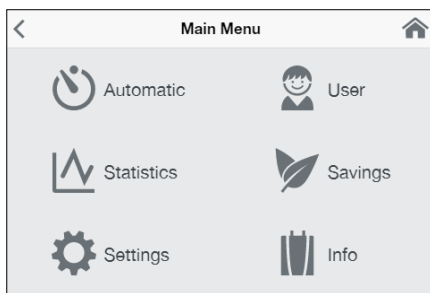 Main Menu
Automatic
User
Statistics
Savings
Settings
Info